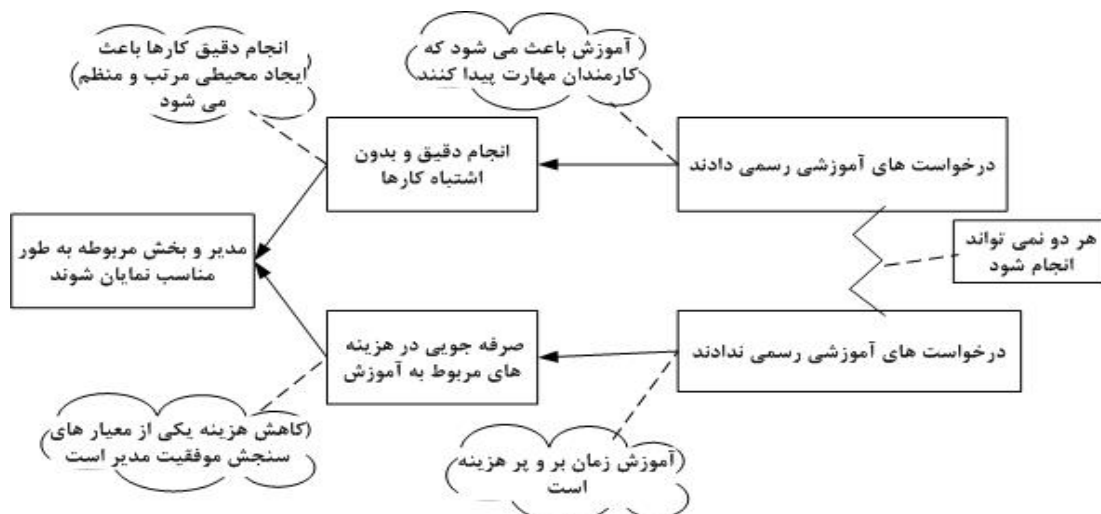 آموزش باعث می شود که
کارمندان مهارت پیدا کنند
انجام دقیق کارها باعث
ایجاد محیطی مرتب و منظم
می شود
درخواست های آموزشی رسمی دادند
انجام دقیق و بدون
اشتباه کارها
هر دو نمی تواند
انجام شود
مدیر و بخش مربوطه به طور
مناسب نمایان شوند
درخواست های آموزشی رسمی ندادند
صرفه جویی در هزینه
های مربوط به آموزش
آموزش زمان بر و پر هزینه
است
کاهش هزینه یکی از معیار های
سنجش موفقیت مدیر است